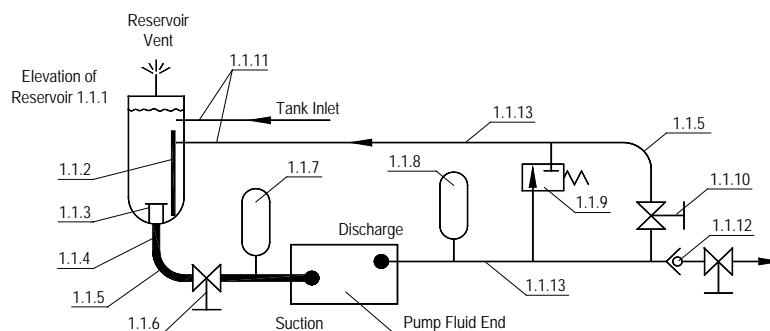 Reservoir
Vent
Elevation of
Reservoir 1.1.1
1.1.11
Tank Inlet
1.1.13
1.1.5
1.1.2
1.1.7
1.1.8
1.1.10
1.1.3
1.1.9
1.1.4
Discharge
1.1.12
1.1.5
1.1.13
1.1.6
Suction
Pump Fluid End